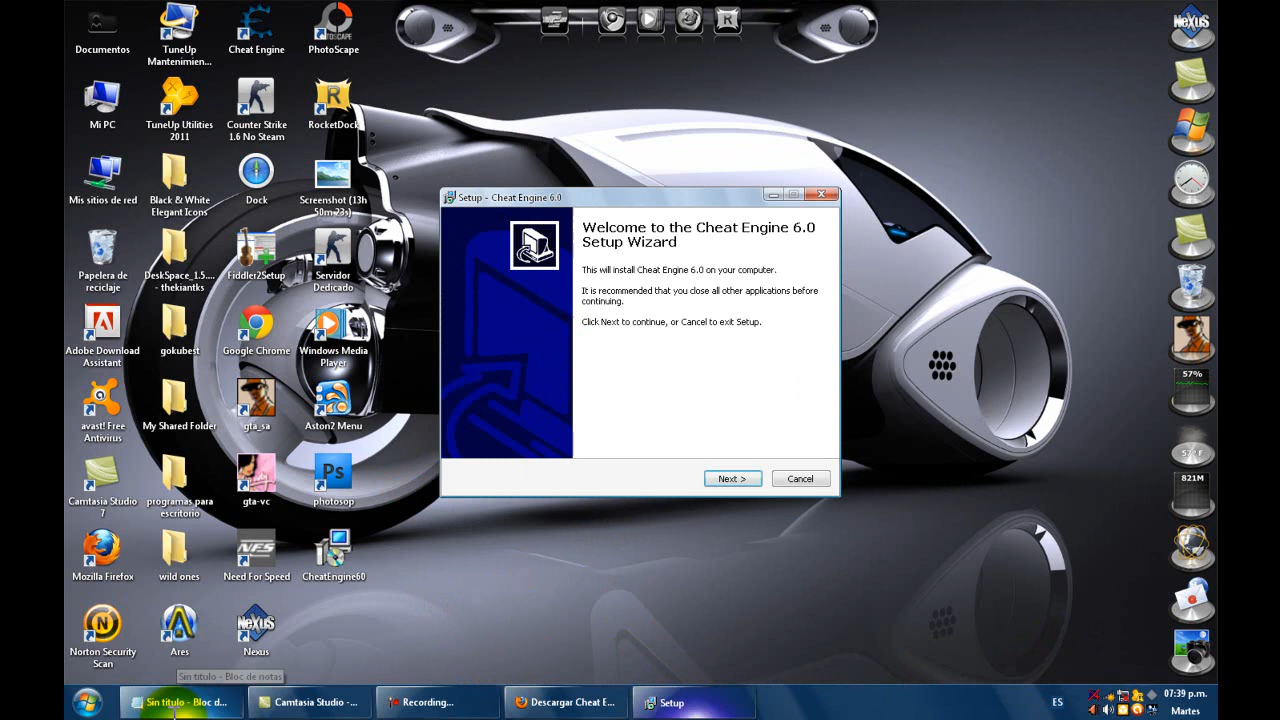 Documentos
TuneUp
Mantenimien...
Cheat Engine
PhotoScape
Mi PC
TuneUp Utilities
2011
Counter Strike
1.6 No Steam
RocketDock
Mis sitios de red
Black & White
Elegant Icons
Dock
Screenshot (13h
50m 23s)
Papelera de
reciclaje
DeskSpace_1.5....
- thekiantks
Fiddler2Setup
Servidor
Dedicado
Adobe Download
Assistant
gokubest
Google Chrome
Windows Media
Player
avast! Free
Antivirus
My Shared Folder
gta_sa
Aston2 Menu
Camtasia Studio
7
programas para
escritorio
gta-vc
Ps
photosop
Mozilla Firefox
wild ones
NFS
Need For Speed
CheatEngine60
Norton Security
Scan
Ares
NeXuS
Nexus
Setup - Cheat Engine 6.0
Welcome to the Cheat Engine 6.0
Setup Wizard
This will install Cheat Engine 6.0 on your computer.
It is recommended that you close all other applications before
continuing.
Click Next to continue, or Cancel to exit Setup.
Next >
Cancel
NeXuS
57%
821M
Sin titulo - Bloc de notas
Sin titulo - Bloc d...
Camtasia Studio -...
Recording...
Descargar Cheat E...
Setup
ES
07:39 p.m.
Martes